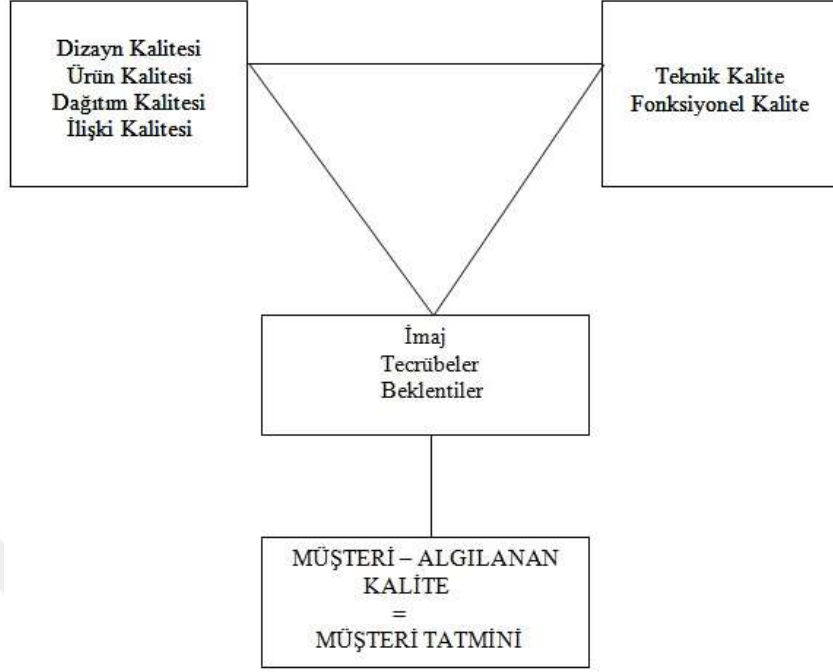 Dizayn Kalitesi
Ürün Kalitesi
Dağıtım Kalitesi
İlişki Kalitesi
Teknik Kalite
Fonksiyonel Kalite
İmaj
Tecrübeler
Beklentiler
MÜŞTERİ – ALGILANAN
KALİTE
=
MÜŞTERİ TATMİNİ